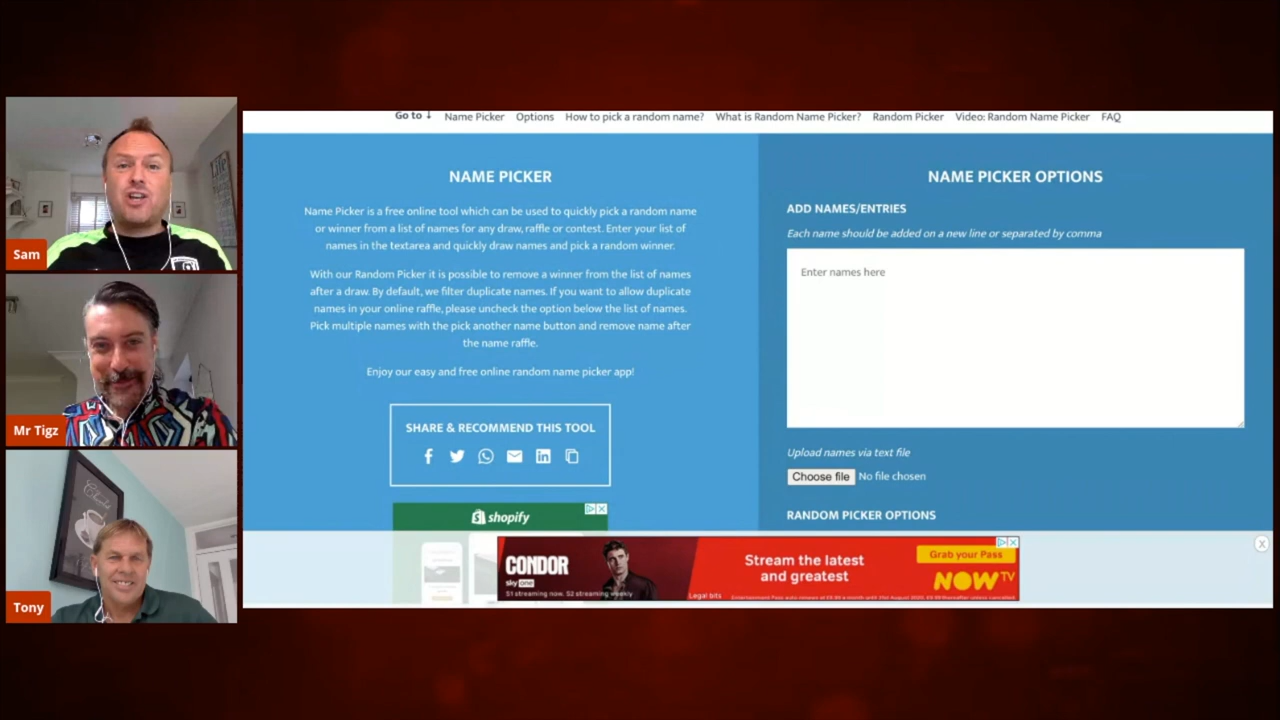 Sam
Mr Tigz
Tony
Go to ↓ Name Picker Options How to pick a random name? What is Random Name Picker? Random Picker Video: Random Name Picker FAQ
NAME PICKER
Name Picker is a free online tool which can be used to quickly pick a random name
or winner from a list of names for any draw, raffle or contest. Enter your list of
names in the textarea and quickly draw names and pick a random winner.
With our Random Picker it is possible to remove a winner from the list of names
after a draw. By default, we filter duplicate names. If you want to allow duplicate
names in your online raffle, please uncheck the option below the list of names.
Pick multiple names with the pick another name button and remove name after
the name raffle.
Enjoy our easy and free online random name picker app!
SHARE & RECOMMEND THIS TOOL
shopify
NAME PICKER OPTIONS
ADD NAMES/ENTRIES
Each name should be added on a new line or separated by comma
Enter names here
Upload names via text file
Choose file No file chosen
RANDOM PICKER OPTIONS
CONDOR
sky one
S1 streaming now. S2 streaming weekly
Stream the latest
and greatest
Legal bits
Grab your Pass
NOW TV